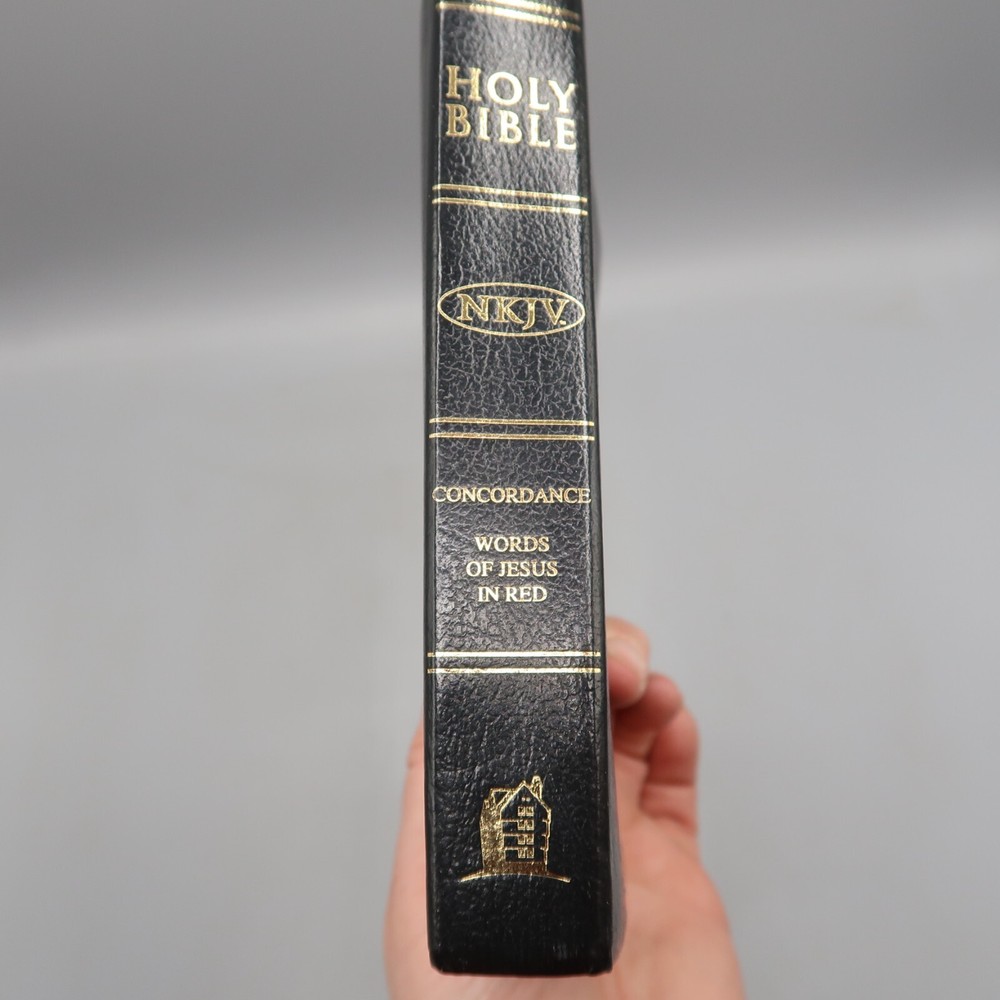 HOLY
BIBLE
NKJV
CONCORDANCE
WORDS
OF JESUS
IN RED